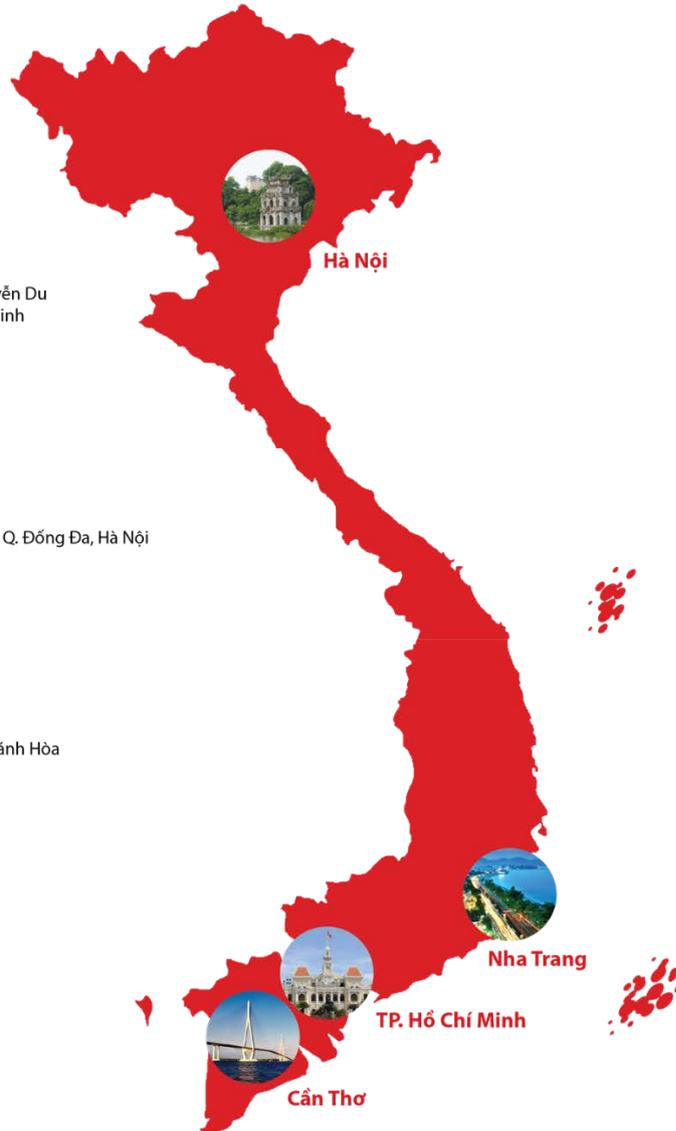 Hà Nội
ễn Du
inh
Q. Đống Đa, Hà Nội
ánh Hòa
Nha Trang
TP. Hồ Chí Minh
Cần Thơ